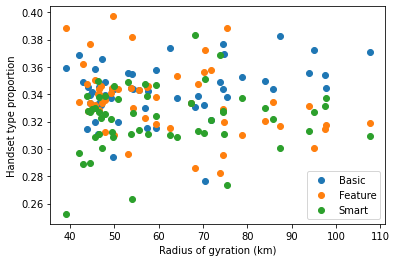 0.40
0.38
0.36
0.34
0.32
0.30
0.28
0.26
Handset type proportion
Basic
Feature
Smart
40 50 60 70 80 90 100 110
Radius of gyration (km)